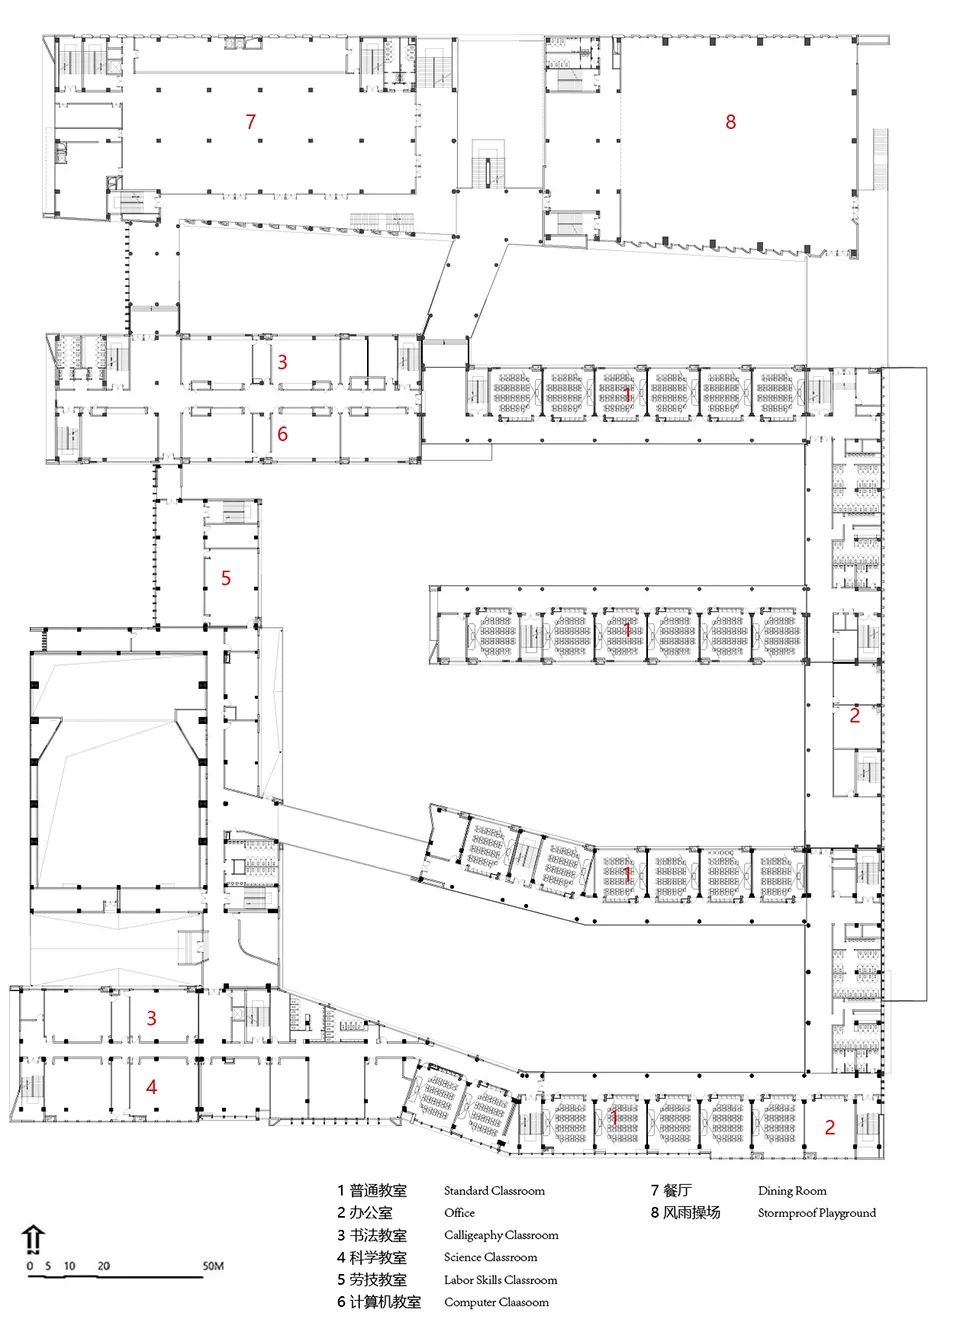 7
8
3
1
6
5
1
2
1
3
4
1
2
1 普通教室 Standard Classroom
2 办公室 Office
3 书法教室 Calligeaphy Classroom
4 科学教室 Science Classroom
5 劳技教室 Labor Skills Classroom
6 计算机教室 Computer Claasoom
7 餐厅 Dining Room
8 风雨操场 Stormproof Playground
N
0 5 10 20 50M